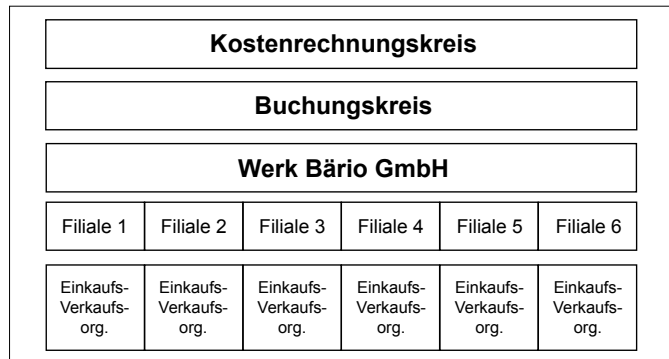 Kostenrechnungskreis
Buchungskreis
Werk Bärio GmbH
Filiale 1 Filiale 2 Filiale 3 Filiale 4 Filiale 5 Filiale 6
Einkaufs- Einkaufs- Einkaufs- Einkaufs- Einkaufs- Einkaufs-
Verkaufs- Verkaufs- Verkaufs- Verkaufs- Verkaufs- Verkaufs-
org. org. org. org. org. org.